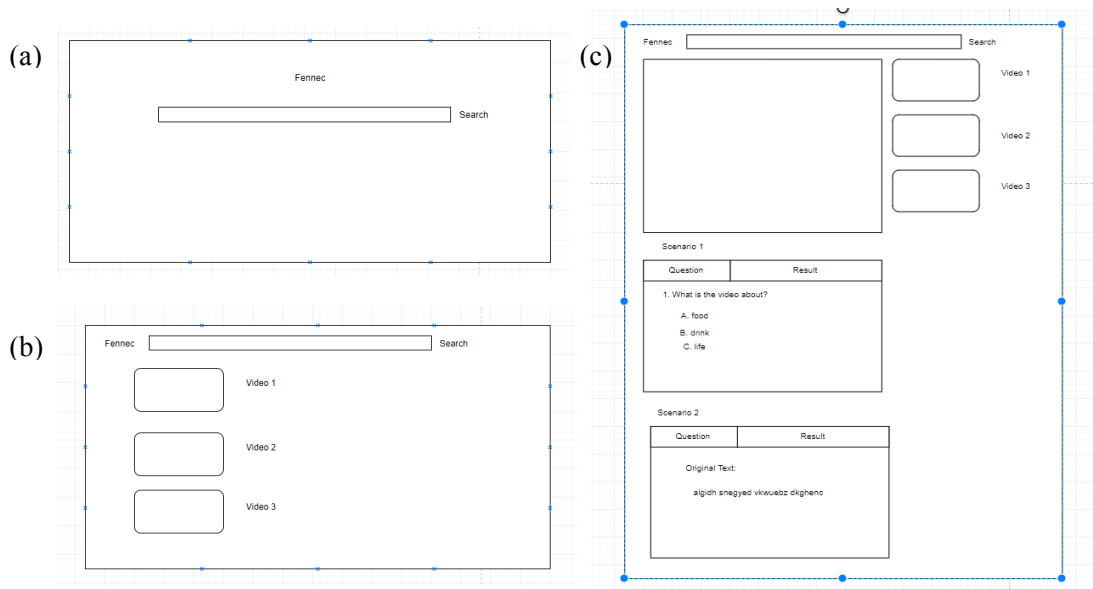 (a)
Fennec
Search
(b)
Fennec Search
Video 1
Video 2
Video 3
(c)
Fennec Search
Video 1
Video 2
Video 3
Scenario 1
Question Result
1. What is the video about?
A. food
B. drink
C. life
Scenario 2
Question Result
Original Text:
algidh snegyed vkwuebz dkghenc